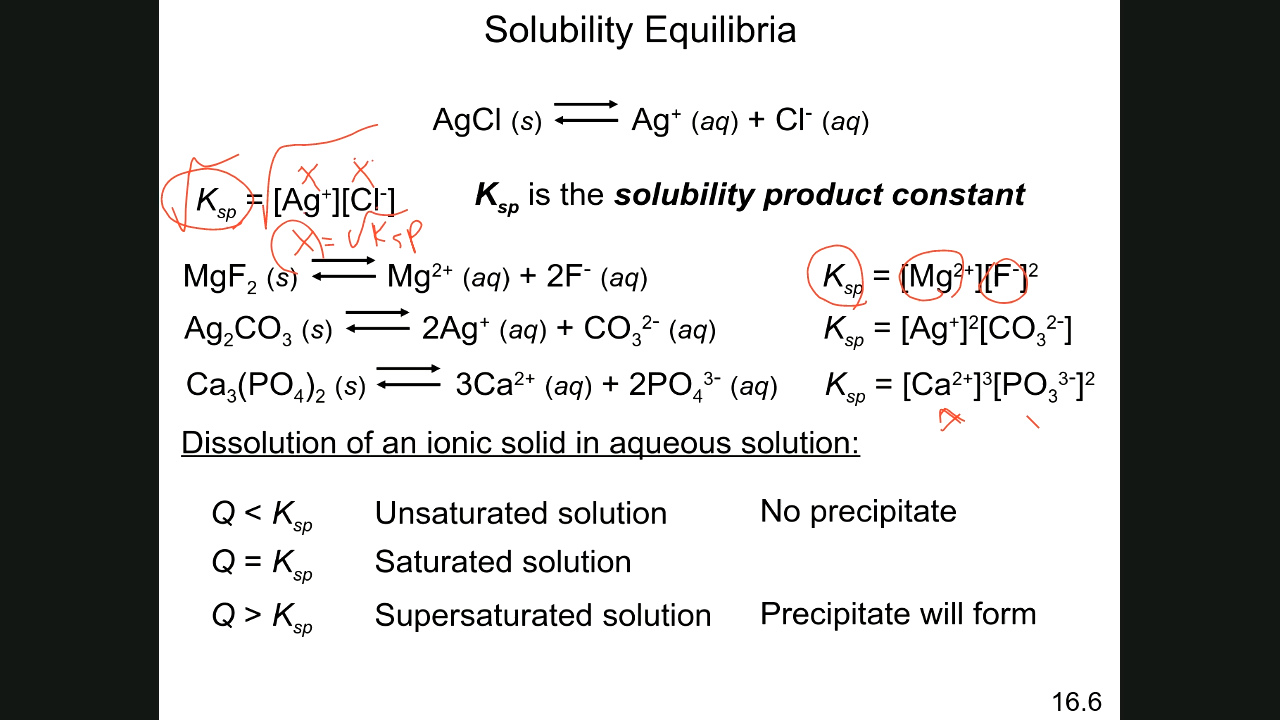 Solubility Equilibria
AgCl (s) ⇌ Ag⁺ (aq) + Cl⁻ (aq)
x x
√Ksp = √[Ag⁺][Cl⁻] Ksp is the solubility product constant
x = √Ksp
MgF₂ (s) ⇌ Mg²⁺ (aq) + 2F⁻ (aq) Ksp = [Mg²⁺][F⁻]²
Ag₂CO₃ (s) ⇌ 2Ag⁺ (aq) + CO₃²⁻ (aq) Ksp = [Ag⁺]²[CO₃²⁻]
Ca₃(PO₄)₂ (s) ⇌ 3Ca²⁺ (aq) + 2PO₄³⁻ (aq) Ksp = [Ca²⁺]³[PO₃³⁻]²
Dissolution of an ionic solid in aqueous solution:
Q < Ksp Unsaturated solution No precipitate
Q = Ksp Saturated solution
Q > Ksp Supersaturated solution Precipitate will form
16.6